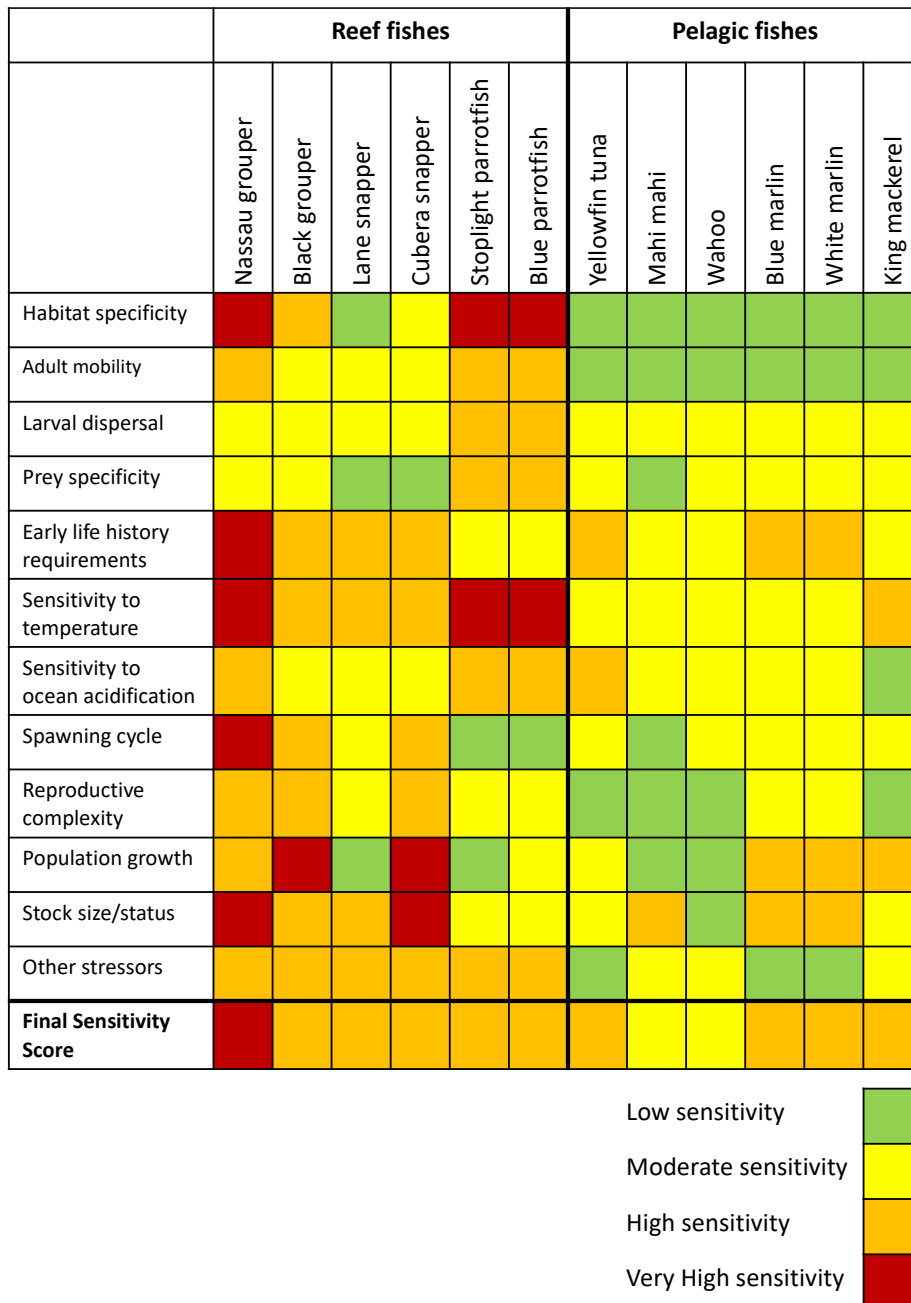 Reef fishes
Pelagic fishes
Nassau grouper
Black grouper
Lane snapper
Cubera snapper
Stoplight parrotfish
Blue parrotfish
Yellowfin tuna
Mahi mahi
Wahoo
Blue marlin
White marlin
King mackerel
Habitat specificity
Adult mobility
Larval dispersal
Prey specificity
Early life history
requirements
Sensitivity to
temperature
Sensitivity to
ocean acidification
Spawning cycle
Reproductive
complexity
Population growth
Stock size/status
Other stressors
Final Sensitivity
Score
Low sensitivity
Moderate sensitivity
High sensitivity
Very High sensitivity